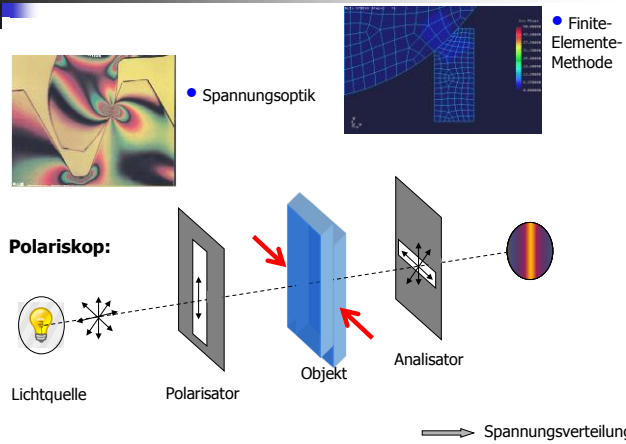 • Finite-
Elemente-
Methode
• Spannungsoptik
Polariskop:
Lichtquelle
Polarisator
Objekt
Analisator
Spannungsverteilung